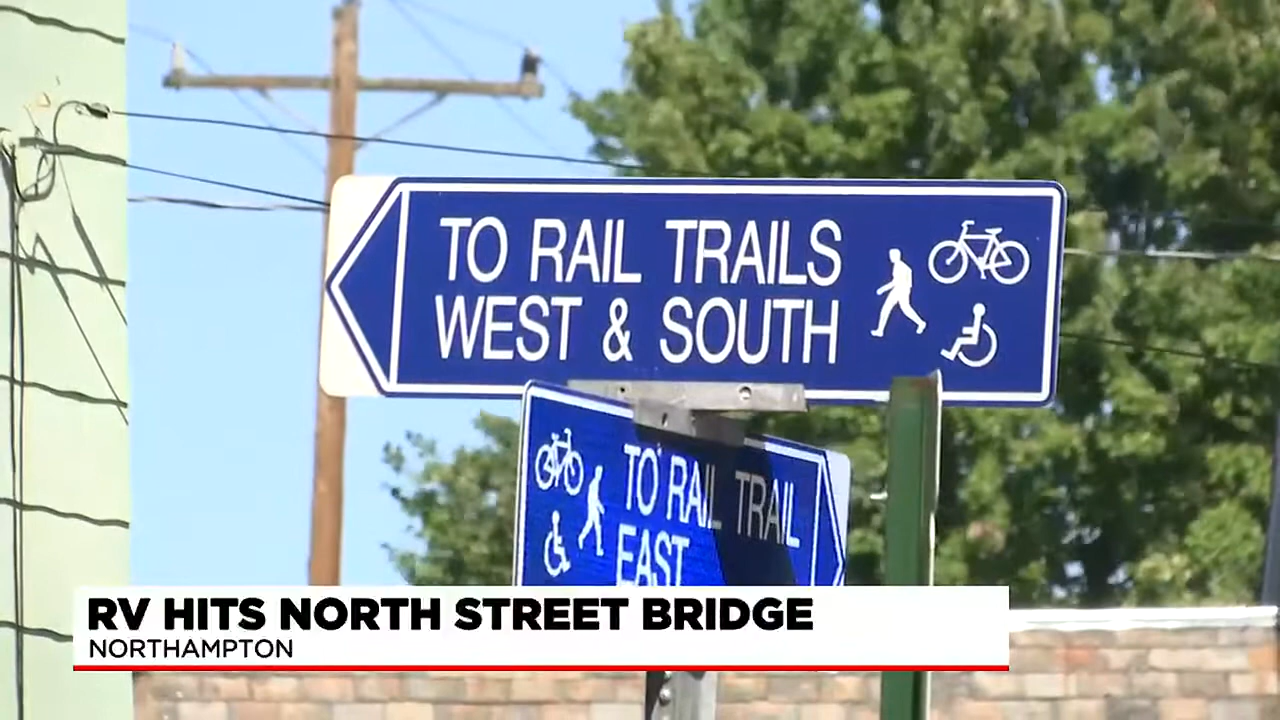 TO RAIL TRAILS
WEST & SOUTH
TO RAIL TRAIL
EAST
RV HITS NORTH STREET BRIDGE
NORTHAMPTON